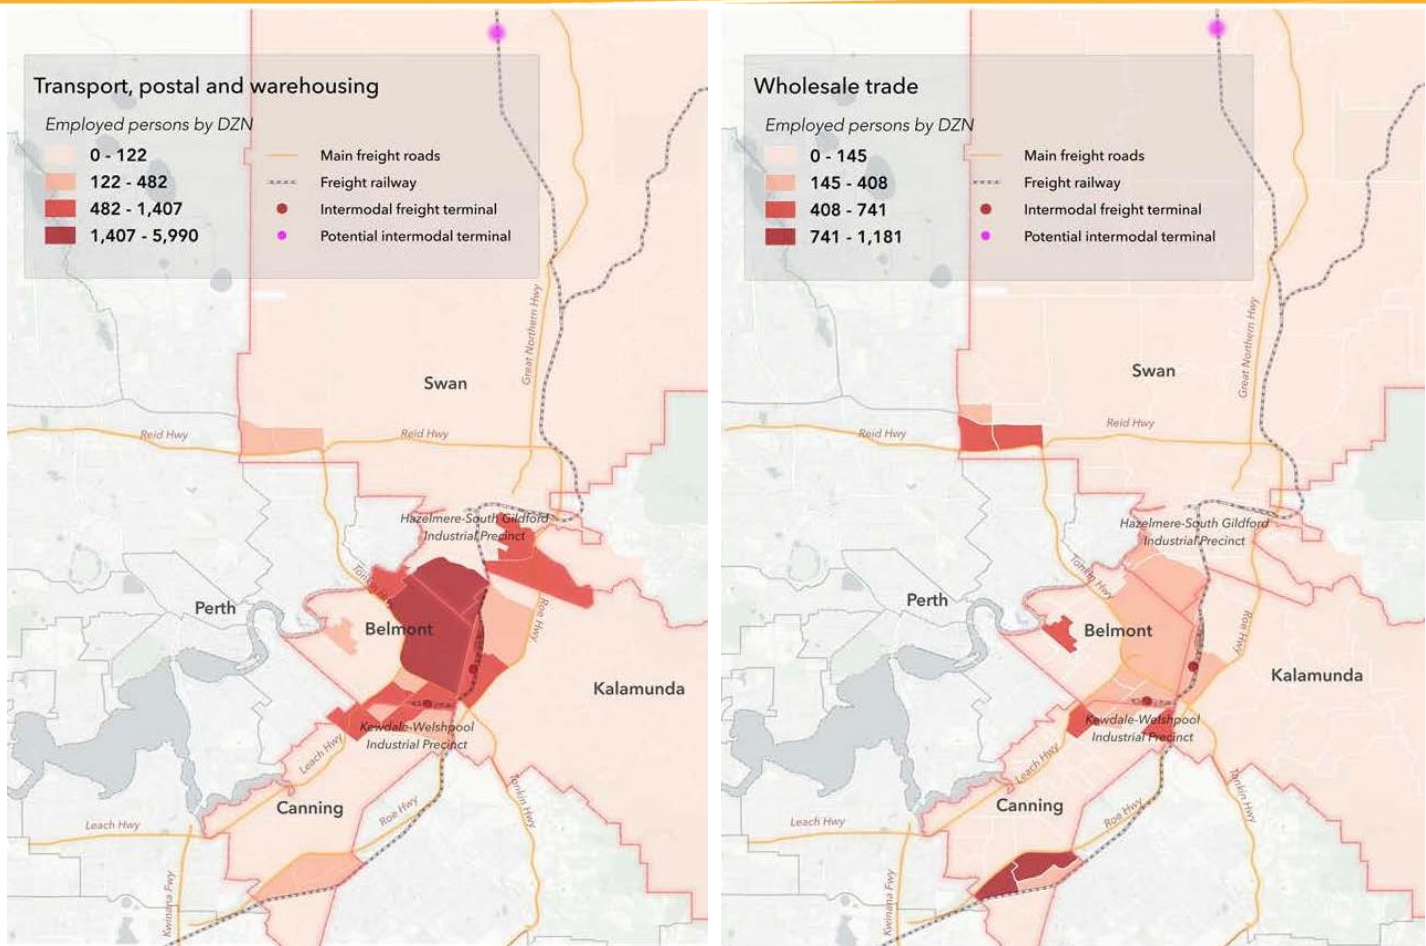 Transport, postal and warehousing
Employed persons by DZN
0 - 122
122 - 482
482 - 1,407
1,407 - 5,990
Main freight roads
Freight railway
Intermodal freight terminal
Potential intermodal terminal
Great Northern Hwy
Swan
Reid Hwy
Reid Hwy
Hazelmere-South Gildford
Industrial Precinct
Tonkin Hwy
Perth
Belmont
Roe Hwy
Kalamunda
Kewdale-Welshpool
Industrial Precinct
Leach Hwy
Canning
Tonkin Hwy
Roe Hwy
Leach Hwy
Kwinana Fwy
Wholesale trade
Employed persons by DZN
0 - 145
145 - 408
408 - 741
741 - 1,181
Main freight roads
Freight railway
Intermodal freight terminal
Potential intermodal terminal
Great Northern Hwy
Swan
Reid Hwy
Reid Hwy
Hazelmere-South Gildford
Industrial Precinct
Tonkin Hwy
Perth
Belmont
Roe Hwy
Kalamunda
Kewdale-Welshpool
Industrial Precinct
Leach Hwy
Canning
Tonkin Hwy
Roe Hwy
Leach Hwy
Kwinana Fwy